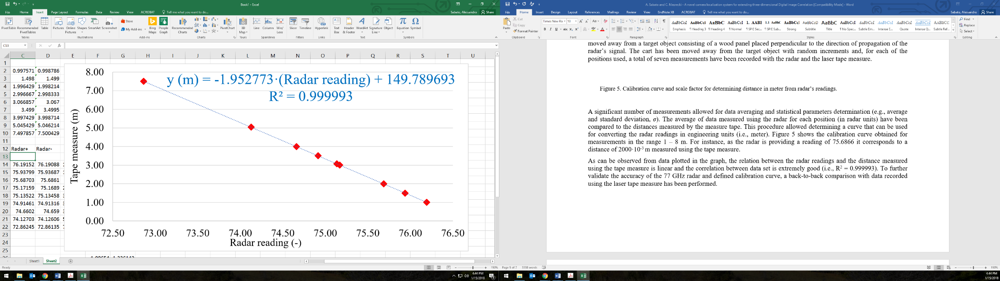 Book1 - Excel
Sabato, Alessandro Share
File Home Insert Page Layout Formulas Data Review View ACROBAT Tell me what you want to do...
PivotTable Recommended PivotTables Table Pictures Online Pictures Shapes SmartArt Screenshot Store My Add-ins Bing Maps People Graph Recommended Charts PivotChart 3D Map Line Column Win/Loss Slicer Timeline Hyperlink Text Box Header & Footer WordArt Signature Line Object Equation Symbol
Tables Illustrations Add-ins Charts Tours Sparklines Filters Links Text Symbols
C13 fx
C D E F G H I J K L M N O P Q R S T U
1
2 0.997571 0.998786
3 1.498 1.499
4 1.996429 1.998214
5 2.996667 2.998333
6 3.066857 3.067
7 3.499 3.4995
8 3.997429 3.998714
9 5.045429 5.046214
10 7.497857 7.500429
11
12 Radar+ Radar-
13
14 76.19152 76.19088
15 75.93799 75.93687
16 75.68703 75.6861
17 75.17159 75.1689
18 75.13522 75.13458
19 74.91461 74.91316
20 74.6602 74.659
21 74.12703 74.12606
22 72.86245 72.86135
23
24
25
y (m) = -1.952773·(Radar reading) + 149.789693
R² = 0.999993
Tape measure (m)
8.00
7.00
6.00
5.00
4.00
3.00
2.00
1.00
0.00
72.50 73.00 73.50 74.00 74.50 75.00 75.50 76.00 76.50
Radar reading (-)
Sheet1 Sheet2
Ready 150%
4:44 PM
1/15/2018
A. Sabato and C. Niezrecki - A novel camera localization system for extending three-dimensional Digital Image Correlation [Compatibility Mode] - Word
Sabato, Alessandro Share
File Home Insert Design Layout References Mailings Review View EndNote X8 ACROBAT Tell me what you want to do...
Paste Cut Copy Format Painter
Times New Ro 10
Emphasis Heading 3 Heading 4 Normal SPIE Sec... SPIE Sub... Strong Subtitle Title No Spac... Subtle Em... Intense E... Quote Intense Q... Subtle Ref...
Find Replace Select
Clipboard Font Paragraph Styles Editing
moved away from a target object consisting of a wood panel placed perpendicular to the direction of propagation of the
radar's signal. The cart has been moved away from the target object with random increments and, for each of the
positions used, a total of seven measurements have been recorded with the radar and the laser tape measure.
Figure 5. Calibration curve and scale factor for determining distance in meter from radar's readings.
A significant number of measurements allowed for data averaging and statistical parameters determination (e.g., average
and standard deviation, σ). The average of data measured using the radar for each position (in radar units) have been
compared to the distances measured by the measure tape. This procedure allowed determining a curve that can be used
for converting the radar readings in engineering units (i.e., meter). Figure 5 shows the calibration curve obtained for
measurements in the range 1 – 8 m. For instance, as the radar is providing a reading of 75.6866 it corresponds to a
distance of 2000·10⁻³ m measured using the tape measure.
As can be observed from data plotted in the graph, the relation between the radar readings and the distance measured
using the tape measure is linear and the correlation between data set is extremely good (i.e., R² = 0.999993). To further
validate the accuracy of the 77 GHz radar and defined calibration curve, a back-to-back comparison with data recorded
using the laser tape measure has been performed.
Page 5 of 7 3338 words 190%
4:44 PM
1/15/2018